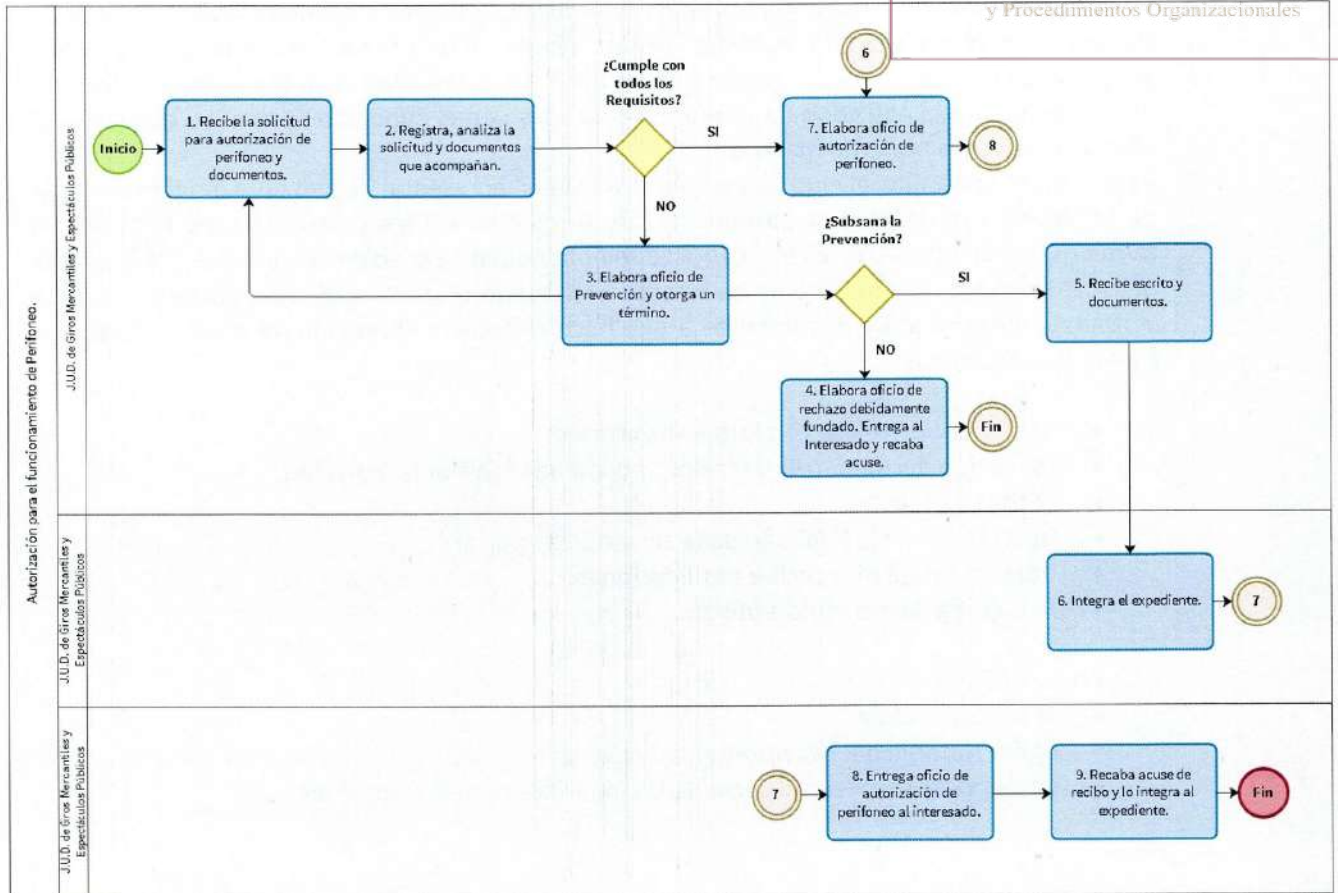 y Procedimientos Organizacionales
Autorización para el funcionamiento de Perifoneo.
J.U.D. de Giros Mercantiles y Espectáculos Públicos
Inicio
1. Recibe la solicitud
para autorización de
perifoneo y
documentos.
2. Registra, analiza la
solicitud y documentos
que acompañan.
¿Cumple con
todos los
Requisitos?
SI
NO
6
7. Elabora oficio de
autorización de
perifoneo.
8
3. Elabora oficio de
Prevención y otorga un
término.
¿Subsana la
Prevención?
SI
NO
5. Recibe escrito y
documentos.
4. Elabora oficio de
rechazo debidamente
fundado. Entrega al
Interesado y recaba
acuse.
Fin
J.U.D. de Giros Mercantiles y
Espectáculos Públicos
6. Integra el expediente.
7
J.U.D. de Giros Mercantiles y
Espectáculos Públicos
7
8. Entrega oficio de
autorización de
perifoneo al interesado.
9. Recaba acuse de
recibo y lo integra al
expediente.
Fin